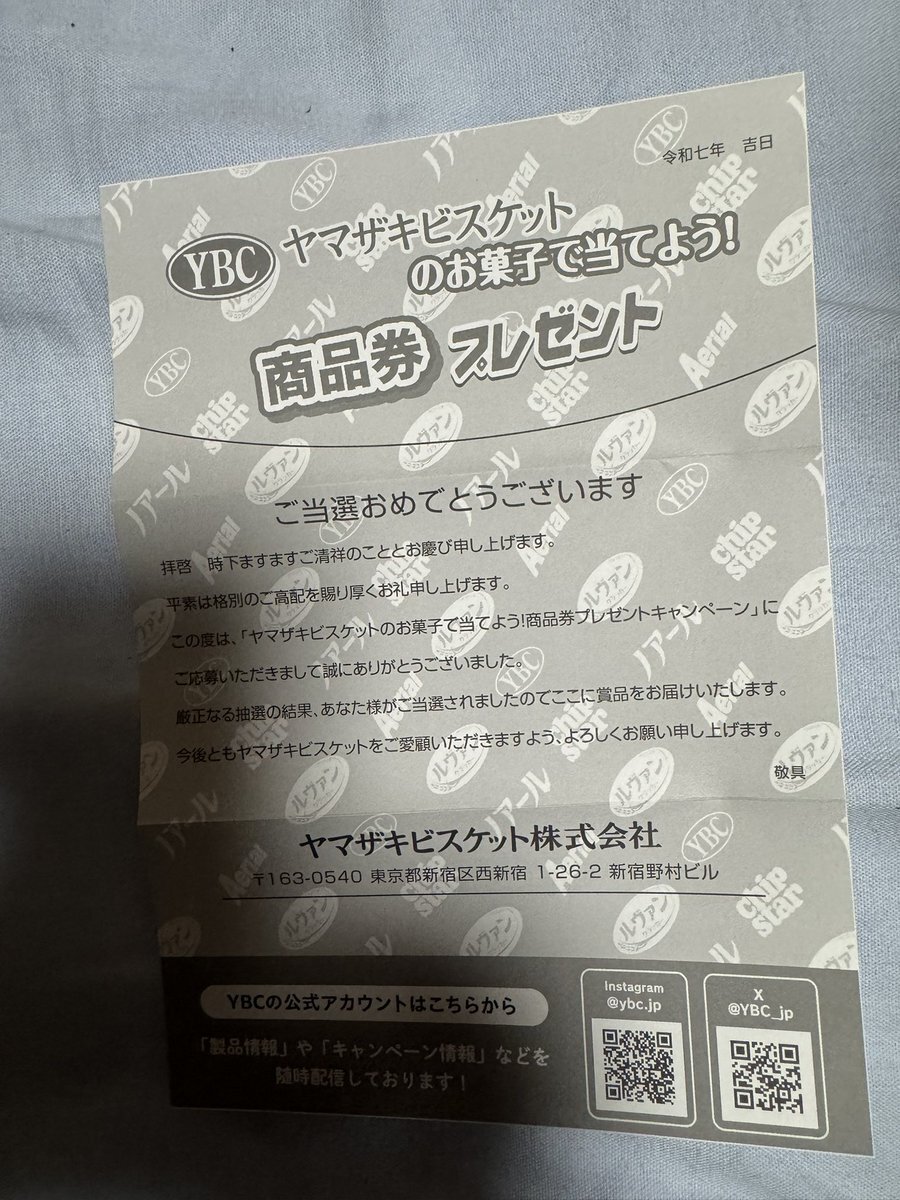 令和七年　吉日
YBC
ヤマザキビスケット
のお菓子で当てよう!
商品券 プレゼント
ご当選おめでとうございます
拝啓　時下ますますご清祥のこととお慶び申し上げます。
平素は格別のご高配を賜り厚くお礼申し上げます。
この度は、「ヤマザキビスケットのお菓子で当てよう!商品券プレゼントキャンペーン」に
ご応募いただきまして誠にありがとうございました。
厳正なる抽選の結果、あなた様がご当選されましたのでここに賞品をお届けいたします。
今後ともヤマザキビスケットをご愛顧いただきますよう、よろしくお願い申し上げます。
敬具
ヤマザキビスケット株式会社
〒163-0540 東京都新宿区西新宿 1-26-2 新宿野村ビル
YBCの公式アカウントはこちらから
「製品情報」や「キャンペーン情報」などを
随時配信しております!
Instagram
@ybc.jp
X
@YBC_jp